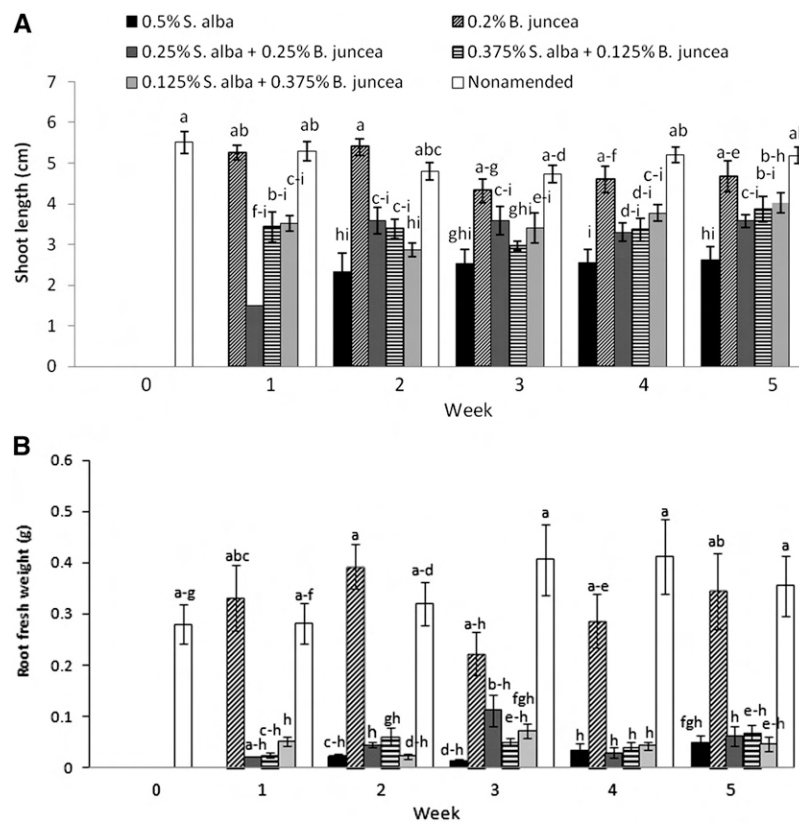 A
0.5% S. alba
0.2% B. juncea
0.25% S. alba + 0.25% B. juncea
0.375% S. alba + 0.125% B. juncea
0.125% S. alba + 0.375% B. juncea
Nonamended
Shoot length (cm)
7
6
5
4
3
2
1
0
a
ab
f-i
b-i
c-i
ab
hi
a
c-i
c-i
hi
abc
ghi
a-g
c-i
ghi
e-i
a-d
i
a-f
d-i
d-i
c-i
ab
hi
a-e
c-i
b-i
b-h
0 1 2 3 4 5
Week
B
Root fresh weight (g)
0.6
0.5
0.4
0.3
0.2
0.1
0
a-g
abc
a-h
c-h
h
a-f
c-h
a
h
gh
d-h
a-d
d-h
a-h
b-h
e-h
fgh
a
h
a-e
h
h
h
a
fgh
ab
h
e-h
e-h
a
0 1 2 3 4 5
Week